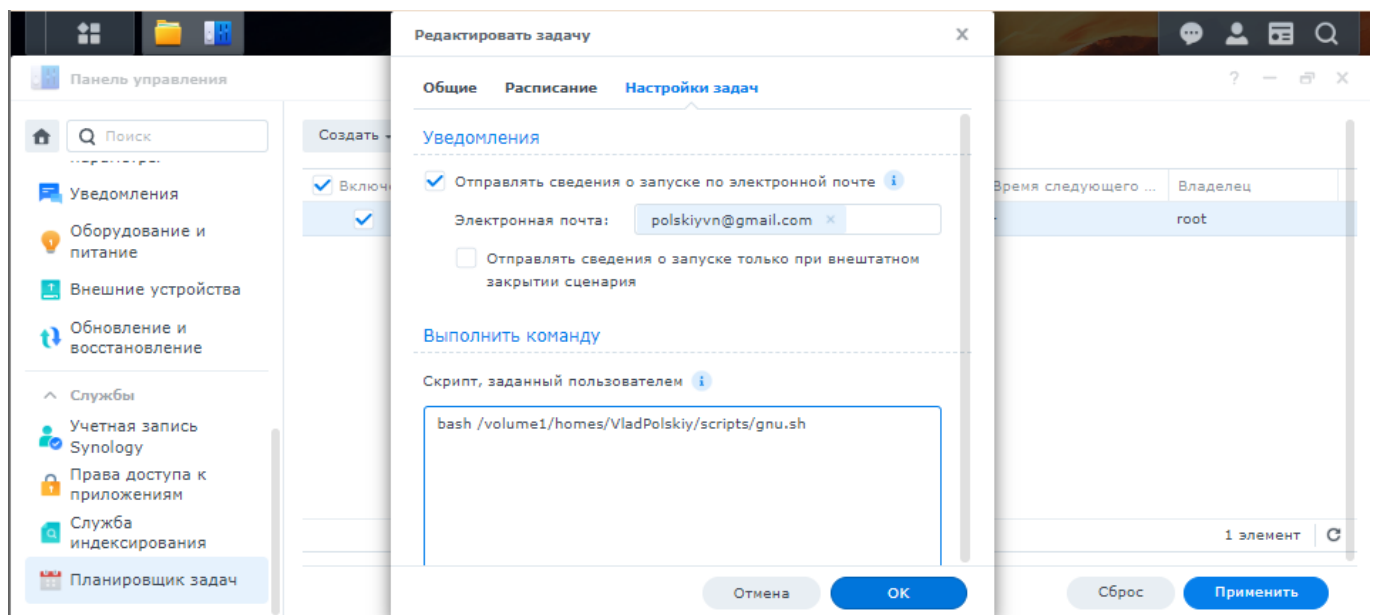 Редактировать задачу
Панель управления
Общие Расписание Настройки задач
Поиск
Создать
Уведомления
Включ
Отправлять сведения о запуске по электронной почте
Время следующего ...
Владелец
Уведомления
Электронная почта: polskiyvn@gmail.com
root
Оборудование и
питание
Отправлять сведения о запуске только при внештатном
закрытии сценария
Внешние устройства
Обновление и
восстановление
Выполнить команду
Скрипт, заданный пользователем
Службы
bash /volume1/homes/VladPolskiy/scripts/gnu.sh
Учетная запись
Synology
Права доступа к
приложениям
Служба
индексирования
1 элемент
Планировщик задач
Отмена
OK
Сброс
Применить